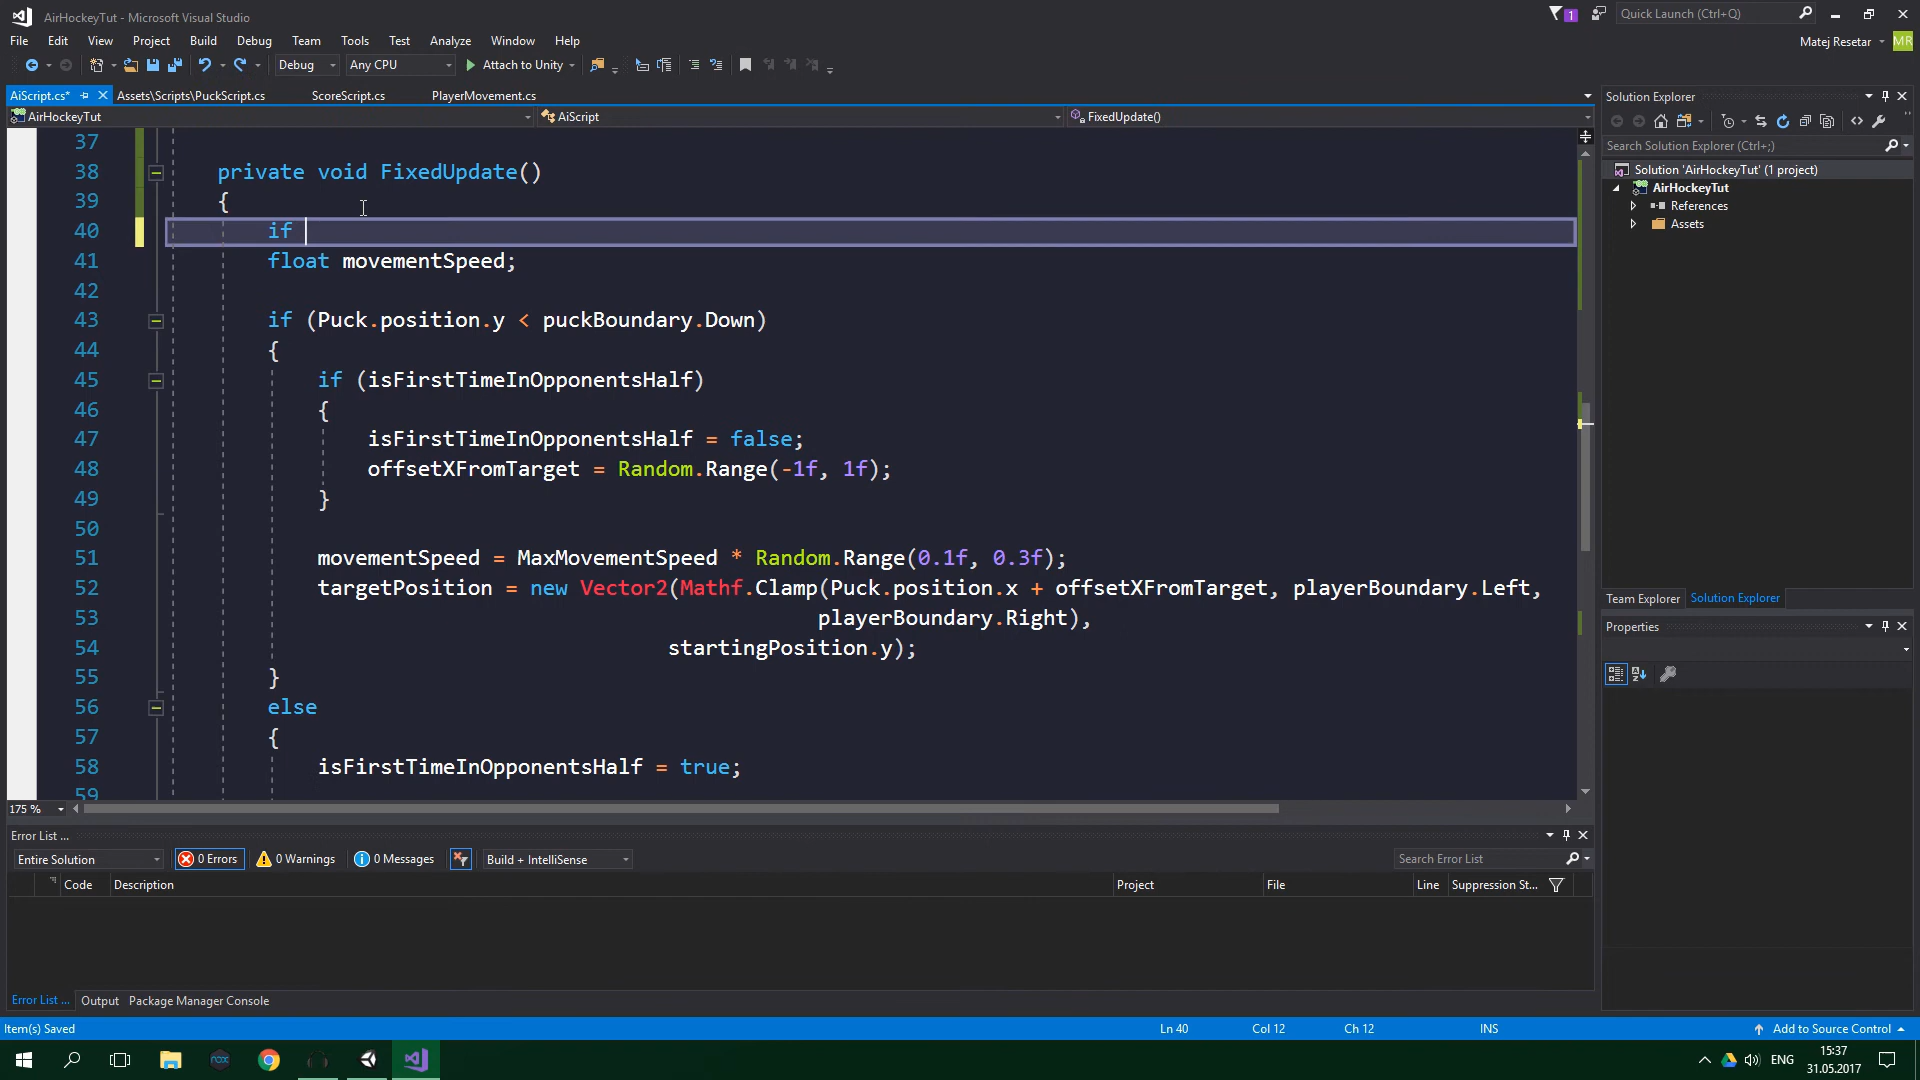 AirHockeyTut - Microsoft Visual Studio
1
Quick Launch (Ctrl+Q)
File Edit View Project Build Debug Team Tools Test Analyze Window Help
Matej Resetar MR
Debug Any CPU Attach to Unity
AiScript.cs* Assets\Scripts\PuckScript.cs ScoreScript.cs PlayerMovement.cs
AirHockeyTut AiScript FixedUpdate()
37
38 private void FixedUpdate()
39 {
40 if
41 float movementSpeed;
42
43 if (Puck.position.y < puckBoundary.Down)
44 {
45 if (isFirstTimeInOpponentsHalf)
46 {
47 isFirstTimeInOpponentsHalf = false;
48 offsetXFromTarget = Random.Range(-1f, 1f);
49 }
50
51 movementSpeed = MaxMovementSpeed * Random.Range(0.1f, 0.3f);
52 targetPosition = new Vector2(Mathf.Clamp(Puck.position.x + offsetXFromTarget, playerBoundary.Left,
53 playerBoundary.Right),
54 startingPosition.y);
55 }
56 else
57 {
58 isFirstTimeInOpponentsHalf = true;
59
175 %
Solution Explorer
Search Solution Explorer (Ctrl+;)
Solution 'AirHockeyTut' (1 project)
AirHockeyTut
References
Assets
Team Explorer Solution Explorer
Properties
Error List ...
Entire Solution 0 Errors 0 Warnings 0 Messages Build + IntelliSense Search Error List
Code Description Project File Line Suppression St...
Error List ... Output Package Manager Console
Item(s) Saved Ln 40 Col 12 Ch 12 INS Add to Source Control
ENG 15:37
31.05.2017